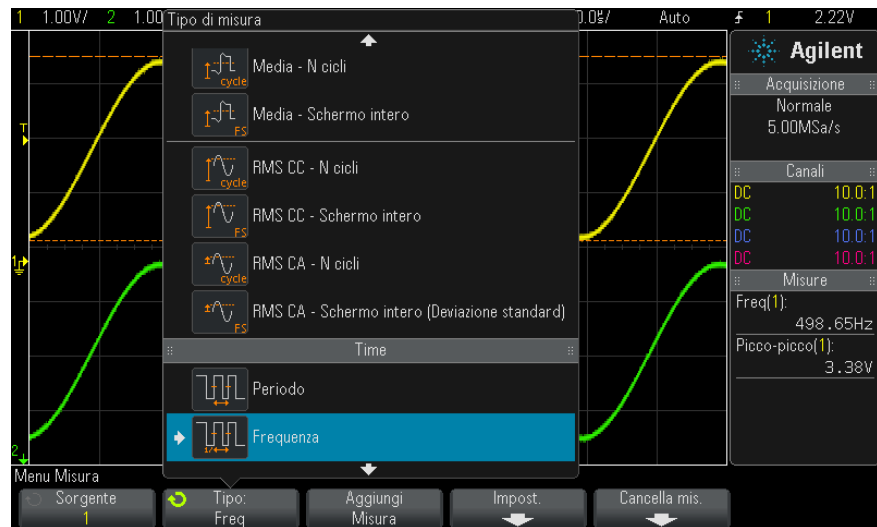 1 1.00V/ 2 1.00 0.0s/ Auto 1 2.22V
Tipo di misura
cycle Media - N cicli
FS Media - Schermo intero
cycle RMS CC - N cicli
FS RMS CC - Schermo intero
cycle RMS CA - N cicli
FS RMS CA - Schermo intero (Deviazione standard)
Time
Periodo
1/ Frequenza
T
1
2
Agilent
Acquisizione
Normale
5.00MSa/s
Canali
DC 10.0:1
DC 10.0:1
DC 10.0:1
DC 10.0:1
Misure
Freq(1):
498.65Hz
Picco-picco(1):
3.38V
Menu Misura
Sorgente
1
Tipo:
Freq
Aggiungi
Misura
Impost.
Cancella mis.